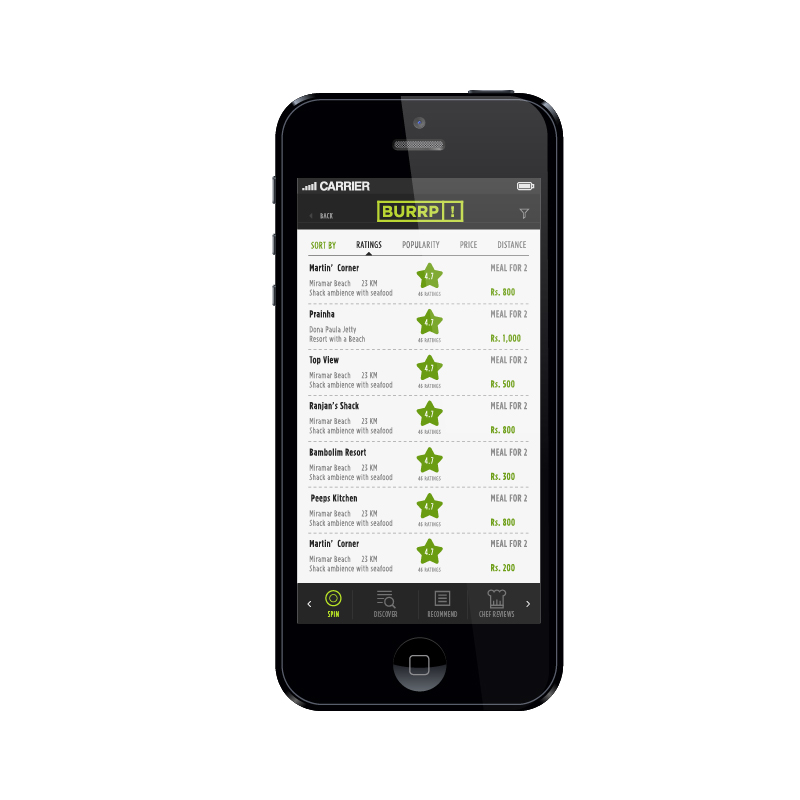 CARRIER
BACK
BURRP !
SORT BY RATINGS POPULARITY PRICE DISTANCE
Martin' Corner
Miramar Beach 23 KM
Shack ambience with seafood
4.7
48 RATINGS
MEAL FOR 2
Rs. 800
Prainha
Dona Paula Jetty
Resort with a Beach
4.7
48 RATINGS
MEAL FOR 2
Rs. 1,000
Top View
Miramar Beach 23 KM
Shack ambience with seafood
4.7
48 RATINGS
MEAL FOR 2
Rs. 500
Ranjan's Shack
Miramar Beach 23 KM
Shack ambience with seafood
4.7
48 RATINGS
MEAL FOR 2
Rs. 800
Bambolim Resort
Miramar Beach 23 KM
Shack ambience with seafood
4.7
48 RATINGS
MEAL FOR 2
Rs. 300
Peeps Kitchen
Miramar Beach 23 KM
Shack ambience with seafood
4.7
48 RATINGS
MEAL FOR 2
Rs. 800
Martin' Corner
Miramar Beach 23 KM
Shack ambience with seafood
4.7
48 RATINGS
MEAL FOR 2
Rs. 200
SPIN DISCOVER RECOMMEND CHEF REVIEWS